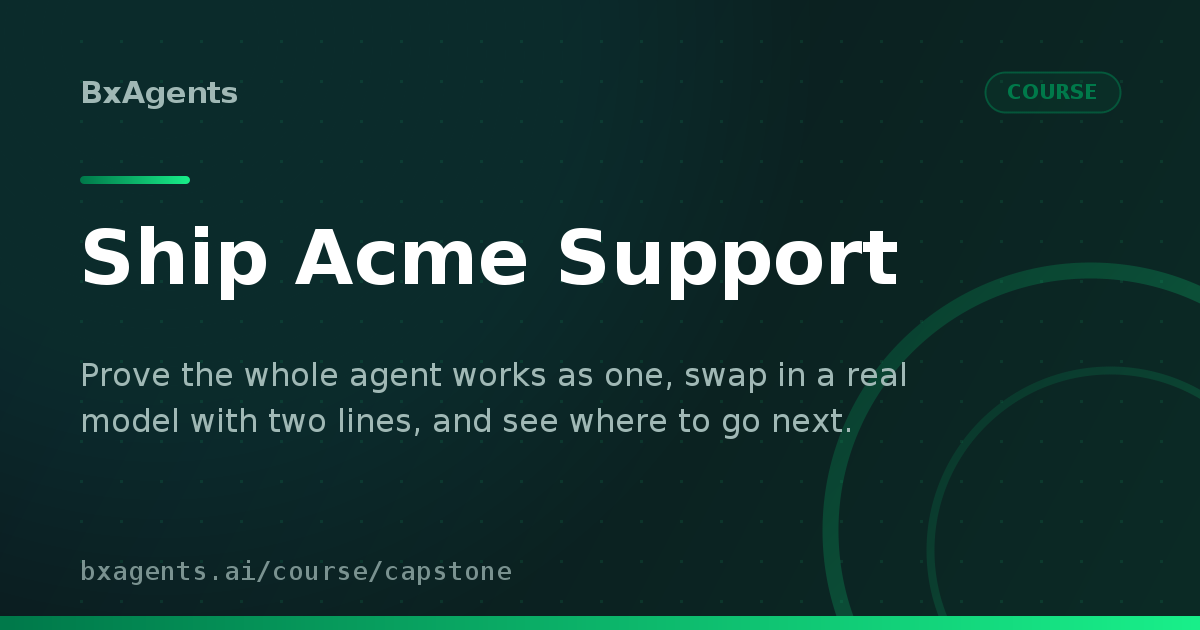 BxAgents
COURSE
Ship Acme Support
Prove the whole agent works as one, swap in a real
model with two lines, and see where to go next.
bxagents.ai/course/capstone